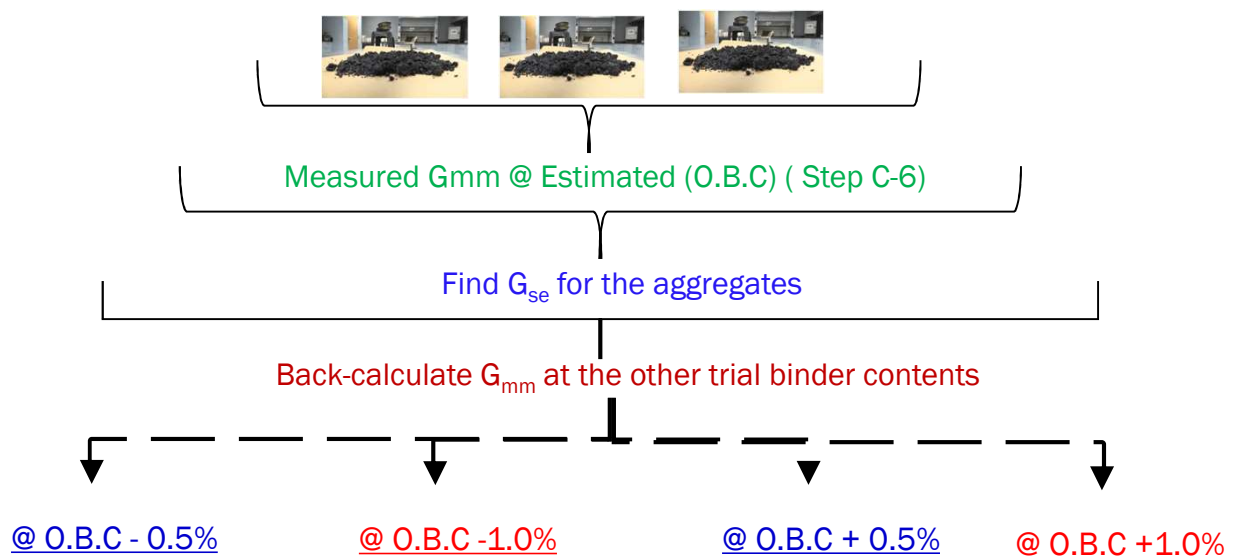 Measured Gmm @ Estimated (O.B.C) ( Step C-6)
Find Gse for the aggregates
Back-calculate Gmm at the other trial binder contents
@ O.B.C - 0.5%
@ O.B.C -1.0%
@ O.B.C + 0.5%
@ O.B.C +1.0%